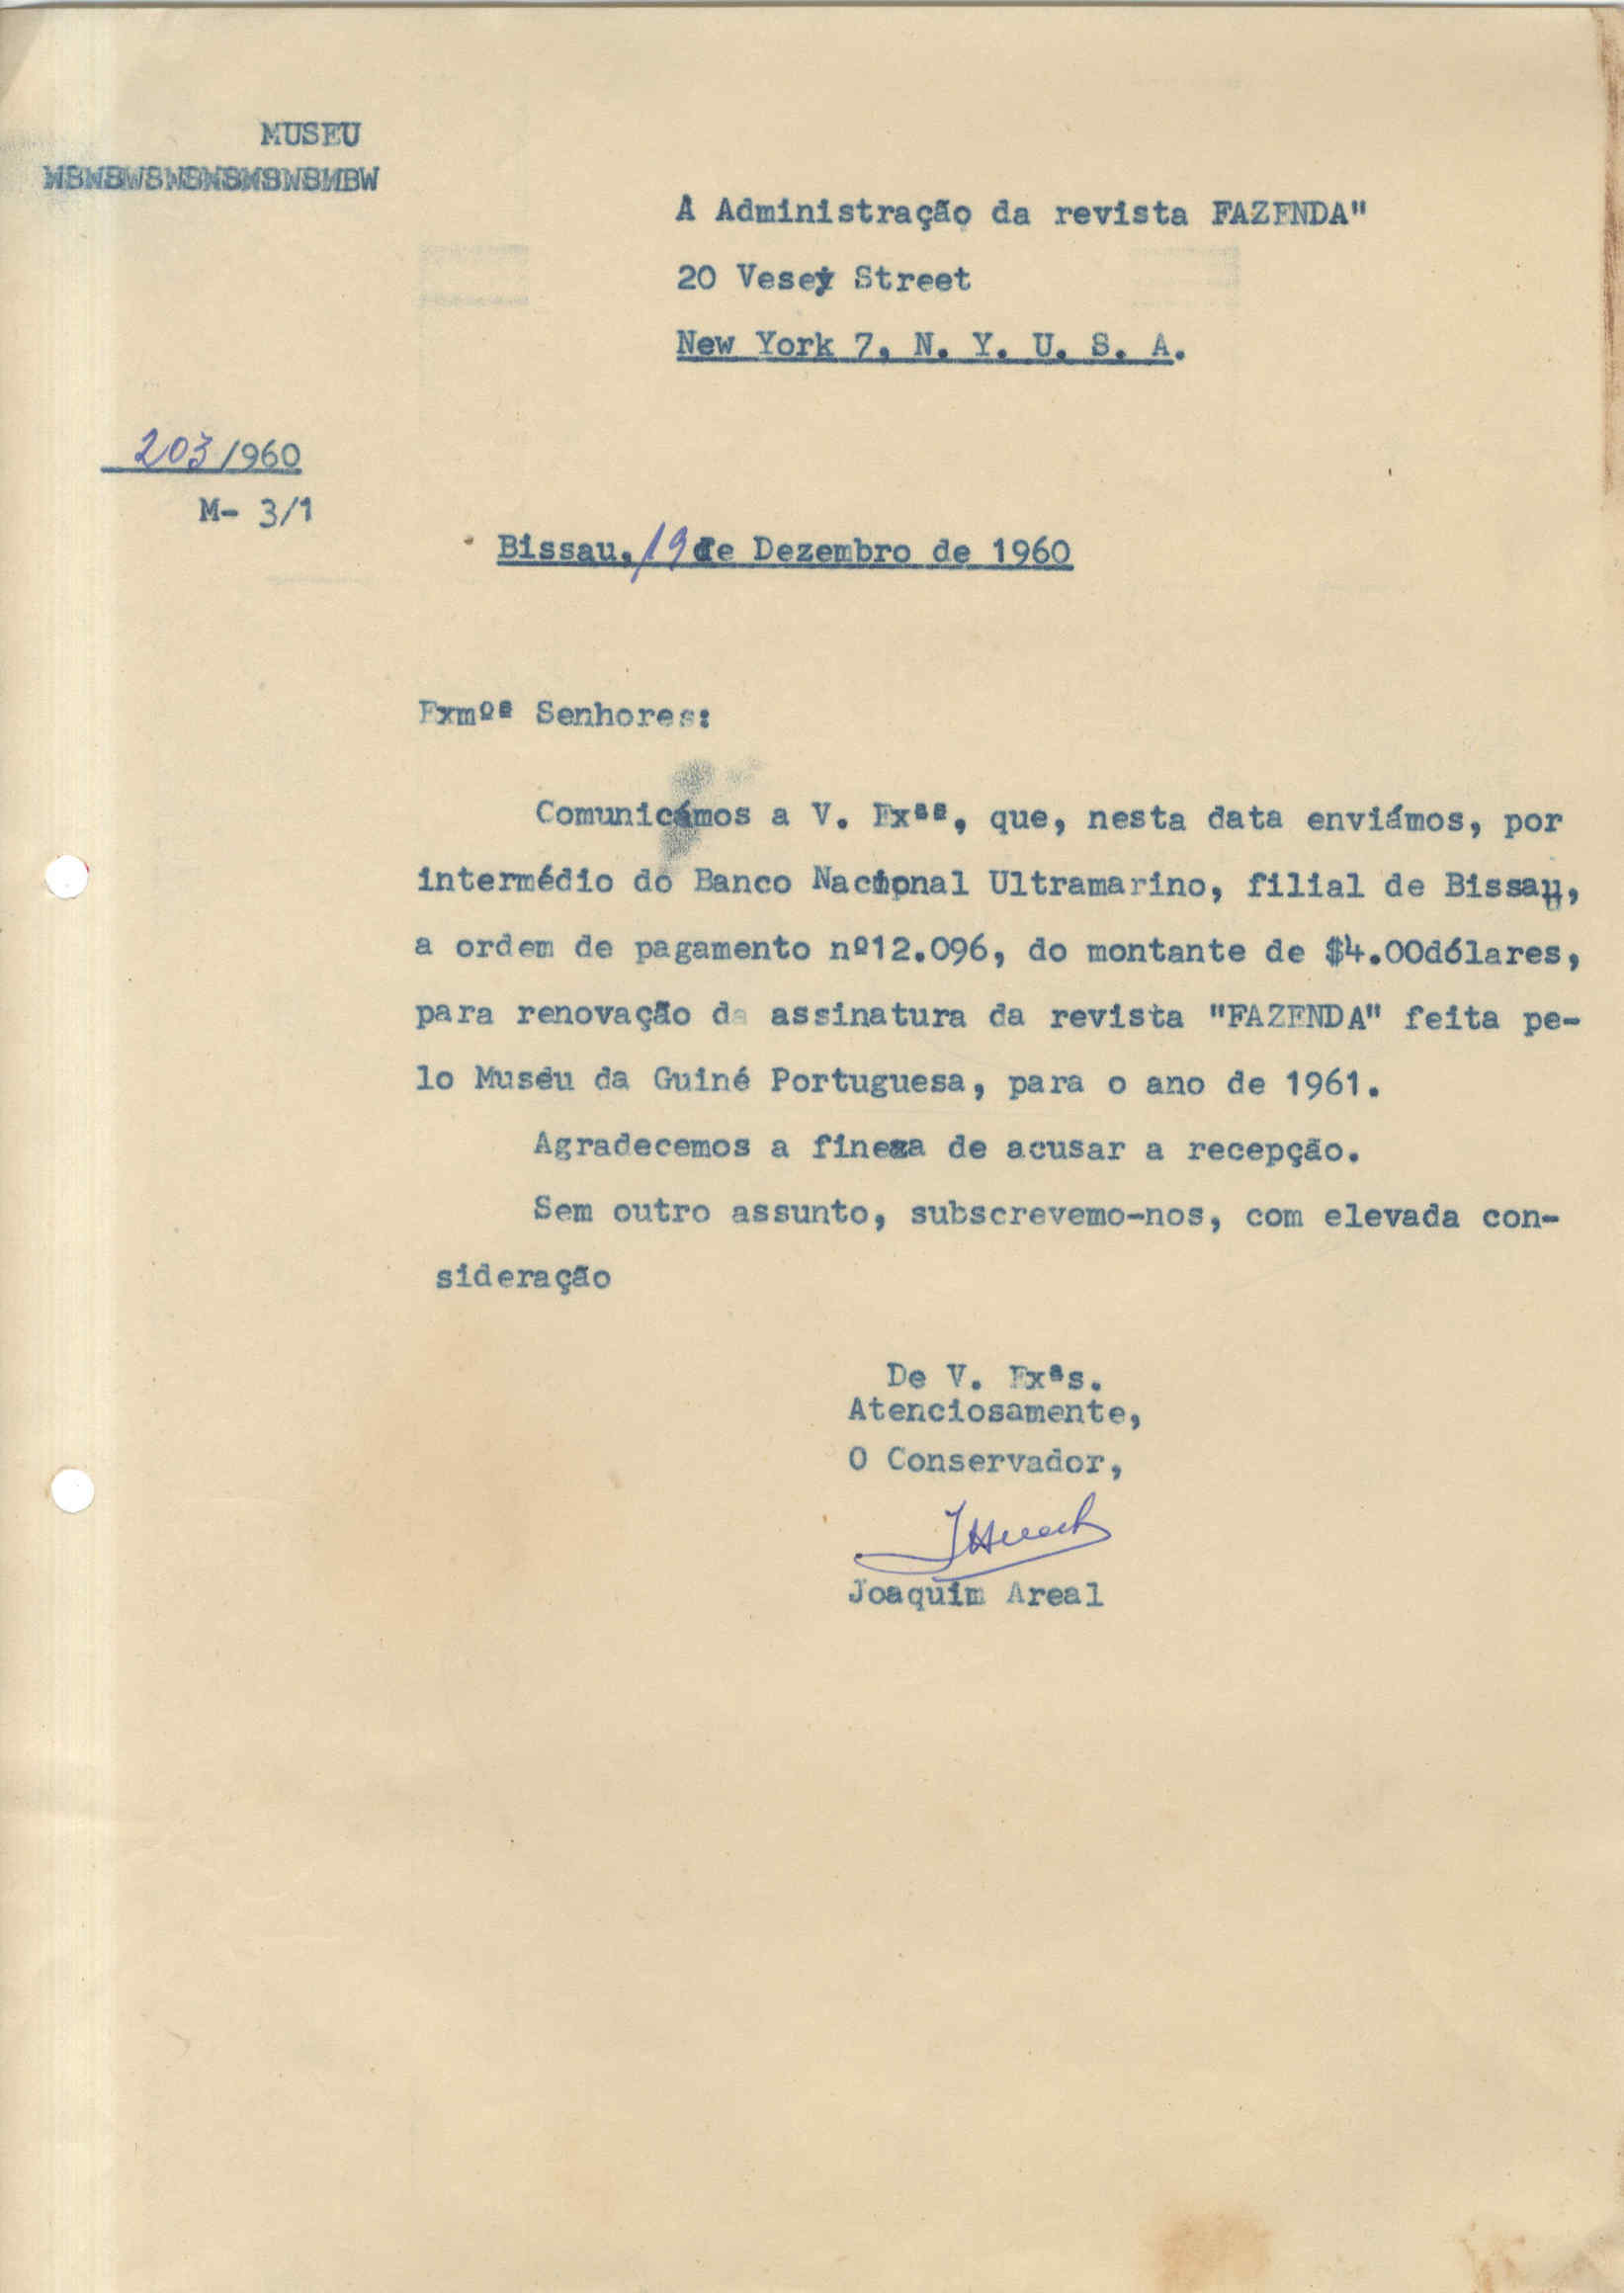 MUSEU
A Administração da revista FAZENDA"
20 Vesey Street
New York 7, N. Y. U. S. A.
203/960
M- 3/1
Bissau, 19 de Dezembro de 1960
Exmºˢ Senhores:
Comunicámos a V. Exªˢ, que, nesta data enviámos, por
intermédio do Banco Nacional Ultramarino, filial de Bissau,
a ordem de pagamento nº12.096, do montante de $4.00dólares,
para renovação da assinatura da revista "FAZENDA" feita pe-
lo Museu da Guiné Portuguesa, para o ano de 1961.
Agradecemos a fineza de acusar a recepção.
Sem outro assunto, subscrevemo-nos, com elevada con-
sideração
De V. Exªs.
Atenciosamente,
O Conservador,
Joaquim Areal